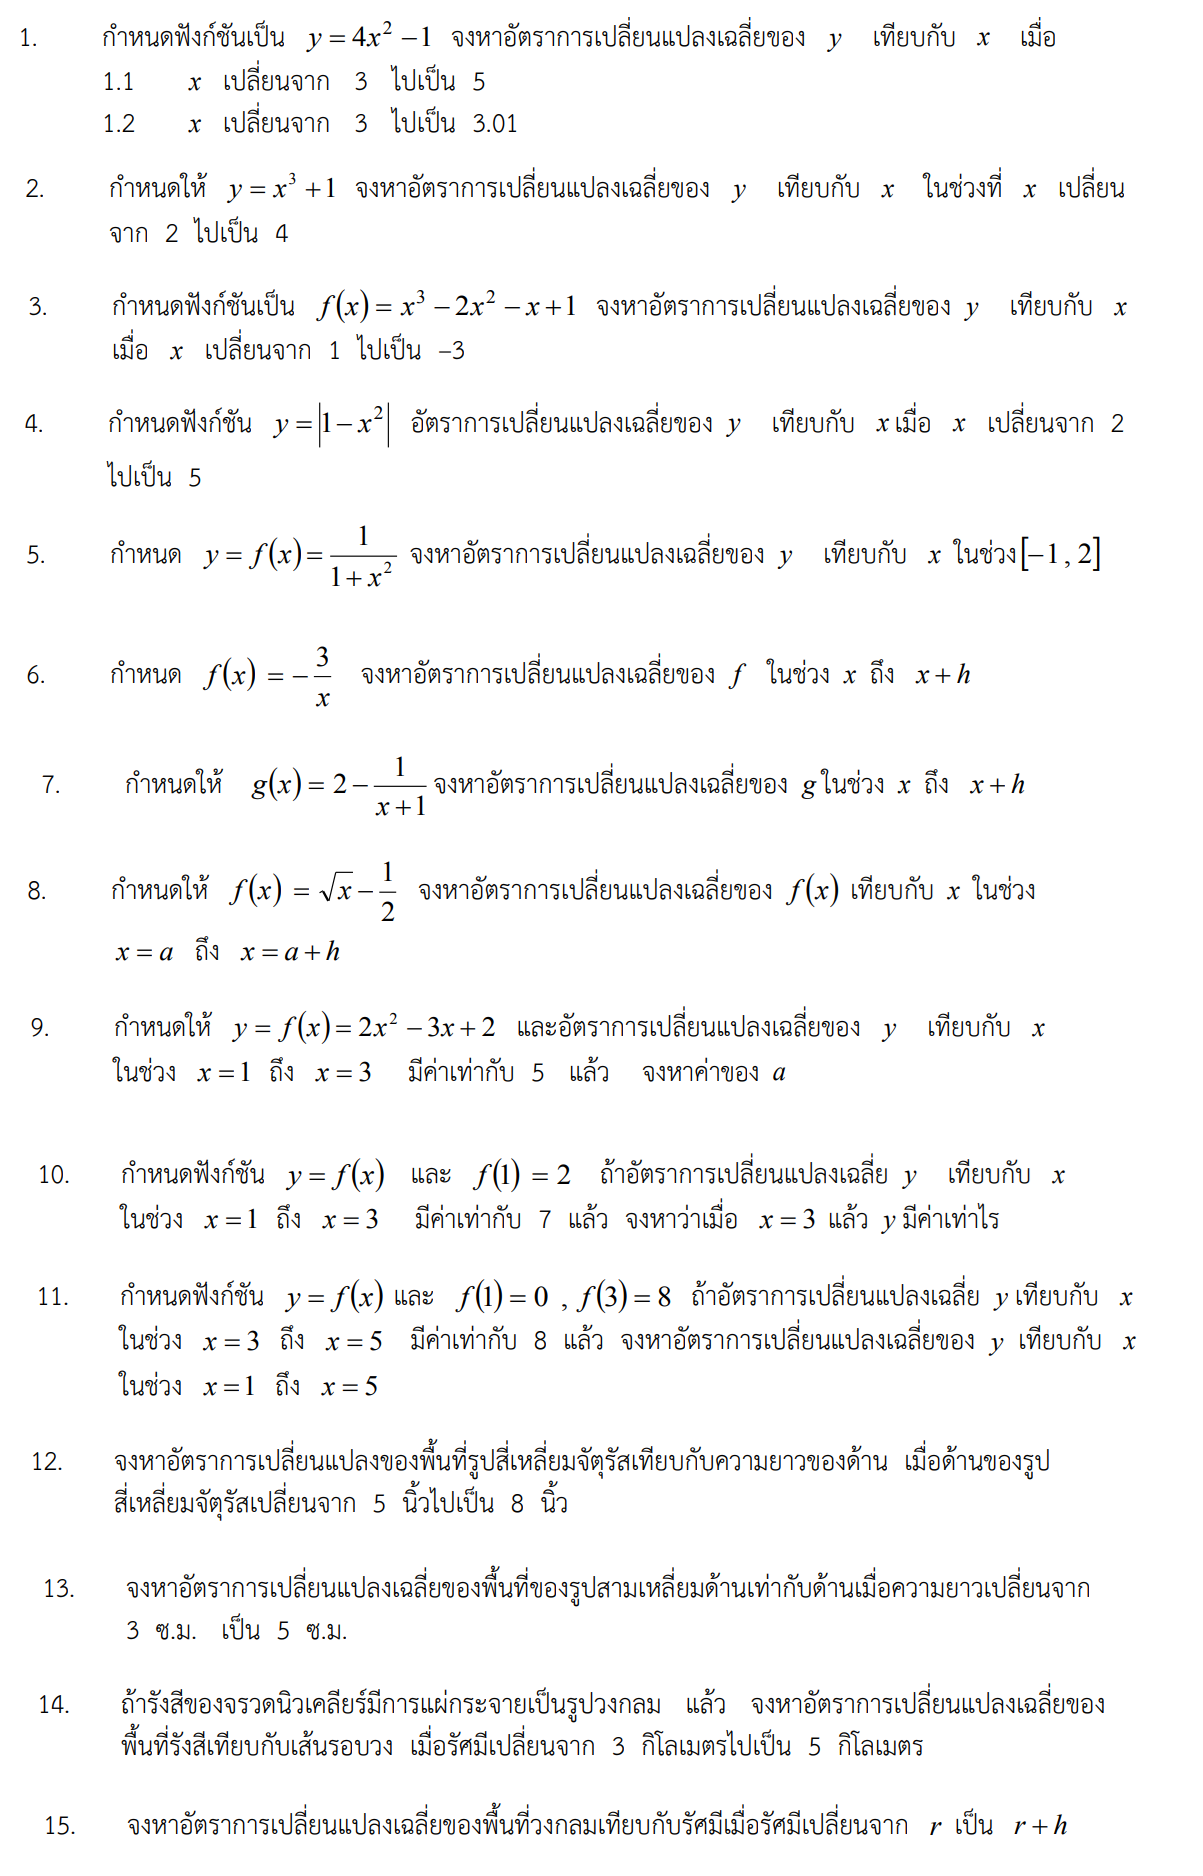 1. กำหนดฟังก์ชันเป็น y = 4x² − 1 จงหาอัตราการเปลี่ยนแปลงเฉลี่ยของ y เทียบกับ x เมื่อ
1.1 x เปลี่ยนจาก 3 ไปเป็น 5
1.2 x เปลี่ยนจาก 3 ไปเป็น 3.01
2. กำหนดให้ y = x³ + 1 จงหาอัตราการเปลี่ยนแปลงเฉลี่ยของ y เทียบกับ x ในช่วงที่ x เปลี่ยน
จาก 2 ไปเป็น 4
3. กำหนดฟังก์ชันเป็น f(x) = x³ − 2x² − x + 1 จงหาอัตราการเปลี่ยนแปลงเฉลี่ยของ y เทียบกับ x
เมื่อ x เปลี่ยนจาก 1 ไปเป็น –3
4. กำหนดฟังก์ชัน y = |1 − x²| อัตราการเปลี่ยนแปลงเฉลี่ยของ y เทียบกับ x เมื่อ x เปลี่ยนจาก 2
ไปเป็น 5
5. กำหนด y = f(x) = 1/(1 + x²) จงหาอัตราการเปลี่ยนแปลงเฉลี่ยของ y เทียบกับ x ในช่วง [−1 , 2]
6. กำหนด f(x) = −3/x จงหาอัตราการเปลี่ยนแปลงเฉลี่ยของ f ในช่วง x ถึง x + h
7. กำหนดให้ g(x) = 2 − 1/(x + 1) จงหาอัตราการเปลี่ยนแปลงเฉลี่ยของ g ในช่วง x ถึง x + h
8. กำหนดให้ f(x) = √x − 1/2 จงหาอัตราการเปลี่ยนแปลงเฉลี่ยของ f(x) เทียบกับ x ในช่วง
x = a ถึง x = a + h
9. กำหนดให้ y = f(x) = 2x² − 3x + 2 และอัตราการเปลี่ยนแปลงเฉลี่ยของ y เทียบกับ x
ในช่วง x = 1 ถึง x = 3 มีค่าเท่ากับ 5 แล้ว จงหาค่าของ a
10. กำหนดฟังก์ชัน y = f(x) และ f(1) = 2 ถ้าอัตราการเปลี่ยนแปลงเฉลี่ย y เทียบกับ x
ในช่วง x = 1 ถึง x = 3 มีค่าเท่ากับ 7 แล้ว จงหาว่าเมื่อ x = 3 แล้ว y มีค่าเท่าไร
11. กำหนดฟังก์ชัน y = f(x) และ f(1) = 0 , f(3) = 8 ถ้าอัตราการเปลี่ยนแปลงเฉลี่ย y เทียบกับ x
ในช่วง x = 3 ถึง x = 5 มีค่าเท่ากับ 8 แล้ว จงหาอัตราการเปลี่ยนแปลงเฉลี่ยของ y เทียบกับ x
ในช่วง x = 1 ถึง x = 5
12. จงหาอัตราการเปลี่ยนแปลงของพื้นที่รูปสี่เหลี่ยมจัตุรัสเทียบกับความยาวของด้าน เมื่อด้านของรูป
สี่เหลี่ยมจัตุรัสเปลี่ยนจาก 5 นิ้วไปเป็น 8 นิ้ว
13. จงหาอัตราการเปลี่ยนแปลงเฉลี่ยของพื้นที่ของรูปสามเหลี่ยมด้านเท่ากับด้านเมื่อความยาวเปลี่ยนจาก
3 ซ.ม. เป็น 5 ซ.ม.
14. ถ้ารังสีของจรวดนิวเคลียร์มีการแผ่กระจายเป็นรูปวงกลม แล้ว จงหาอัตราการเปลี่ยนแปลงเฉลี่ยของ
พื้นที่รังสีเทียบกับเส้นรอบวง เมื่อรัศมีเปลี่ยนจาก 3 กิโลเมตรไปเป็น 5 กิโลเมตร
15. จงหาอัตราการเปลี่ยนแปลงเฉลี่ยของพื้นที่วงกลมเทียบกับรัศมีเมื่อรัศมีเปลี่ยนจาก r เป็น r + h